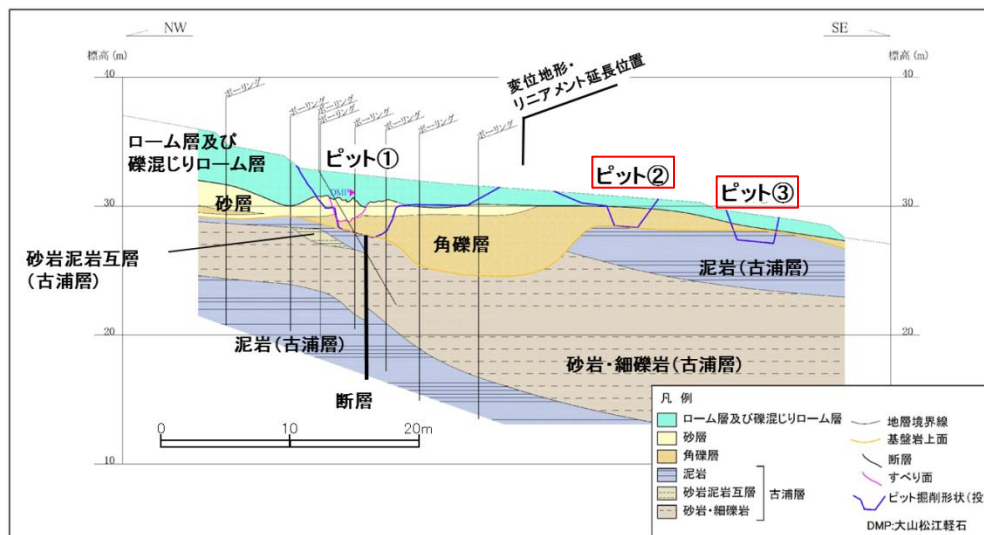 NW
SE
標高(m)
標高(m)
40
40
変位地形・
リニアメント延長位置
ボーリング
ボーリング
ボーリング
ボーリング
ボーリング
ボーリング
ボーリング
ボーリング
ローム層及び
礫混じりローム層
ピット①
ピット②
ピット③
DMP
砂層
30
30
角礫層
砂岩泥岩互層
(古浦層)
泥岩(古浦層)
20
20
泥岩(古浦層)
砂岩・細礫岩(古浦層)
断層
0
10
20m
10
凡 例
ローム層及び礫混じりローム層
砂層
角礫層
泥岩
砂岩泥岩互層
砂岩・細礫岩
古浦層
地層境界線
基盤岩上面
断層
すべり面
ピット掘削形状(投
DMP:大山松江軽石